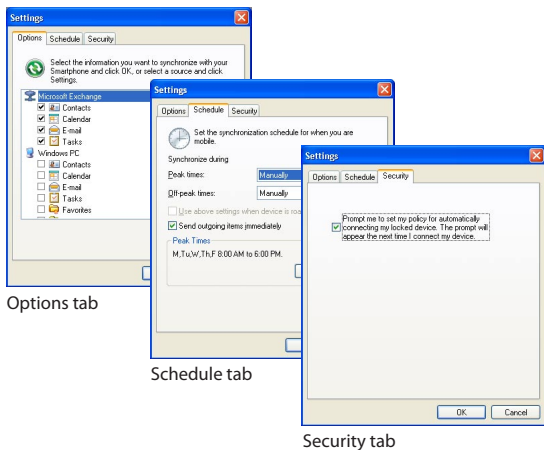 Settings
Options Schedule Security
Select the information you want to synchronize with your
Smartphone and click OK, or select a source and click
Settings.
Microsoft Exchange
Contacts
Calendar
E-mail
Tasks
Windows PC
Contacts
Calendar
E-mail
Tasks
Favorites
Options tab
Settings
Options Schedule Security
Set the synchronization schedule for when you are
mobile.
Synchronize during
Peak times: Manually
Off-peak times: Manually
Use above settings when device is roa
Send outgoing items immediately
Peak Times
M,Tu,W,Th,F 8:00 AM to 6:00 PM.
Schedule tab
Settings
Options Schedule Security
Prompt me to set my policy for automatically
connecting my locked device. The prompt will
appear the next time I connect my device.
OK Cancel
Security tab